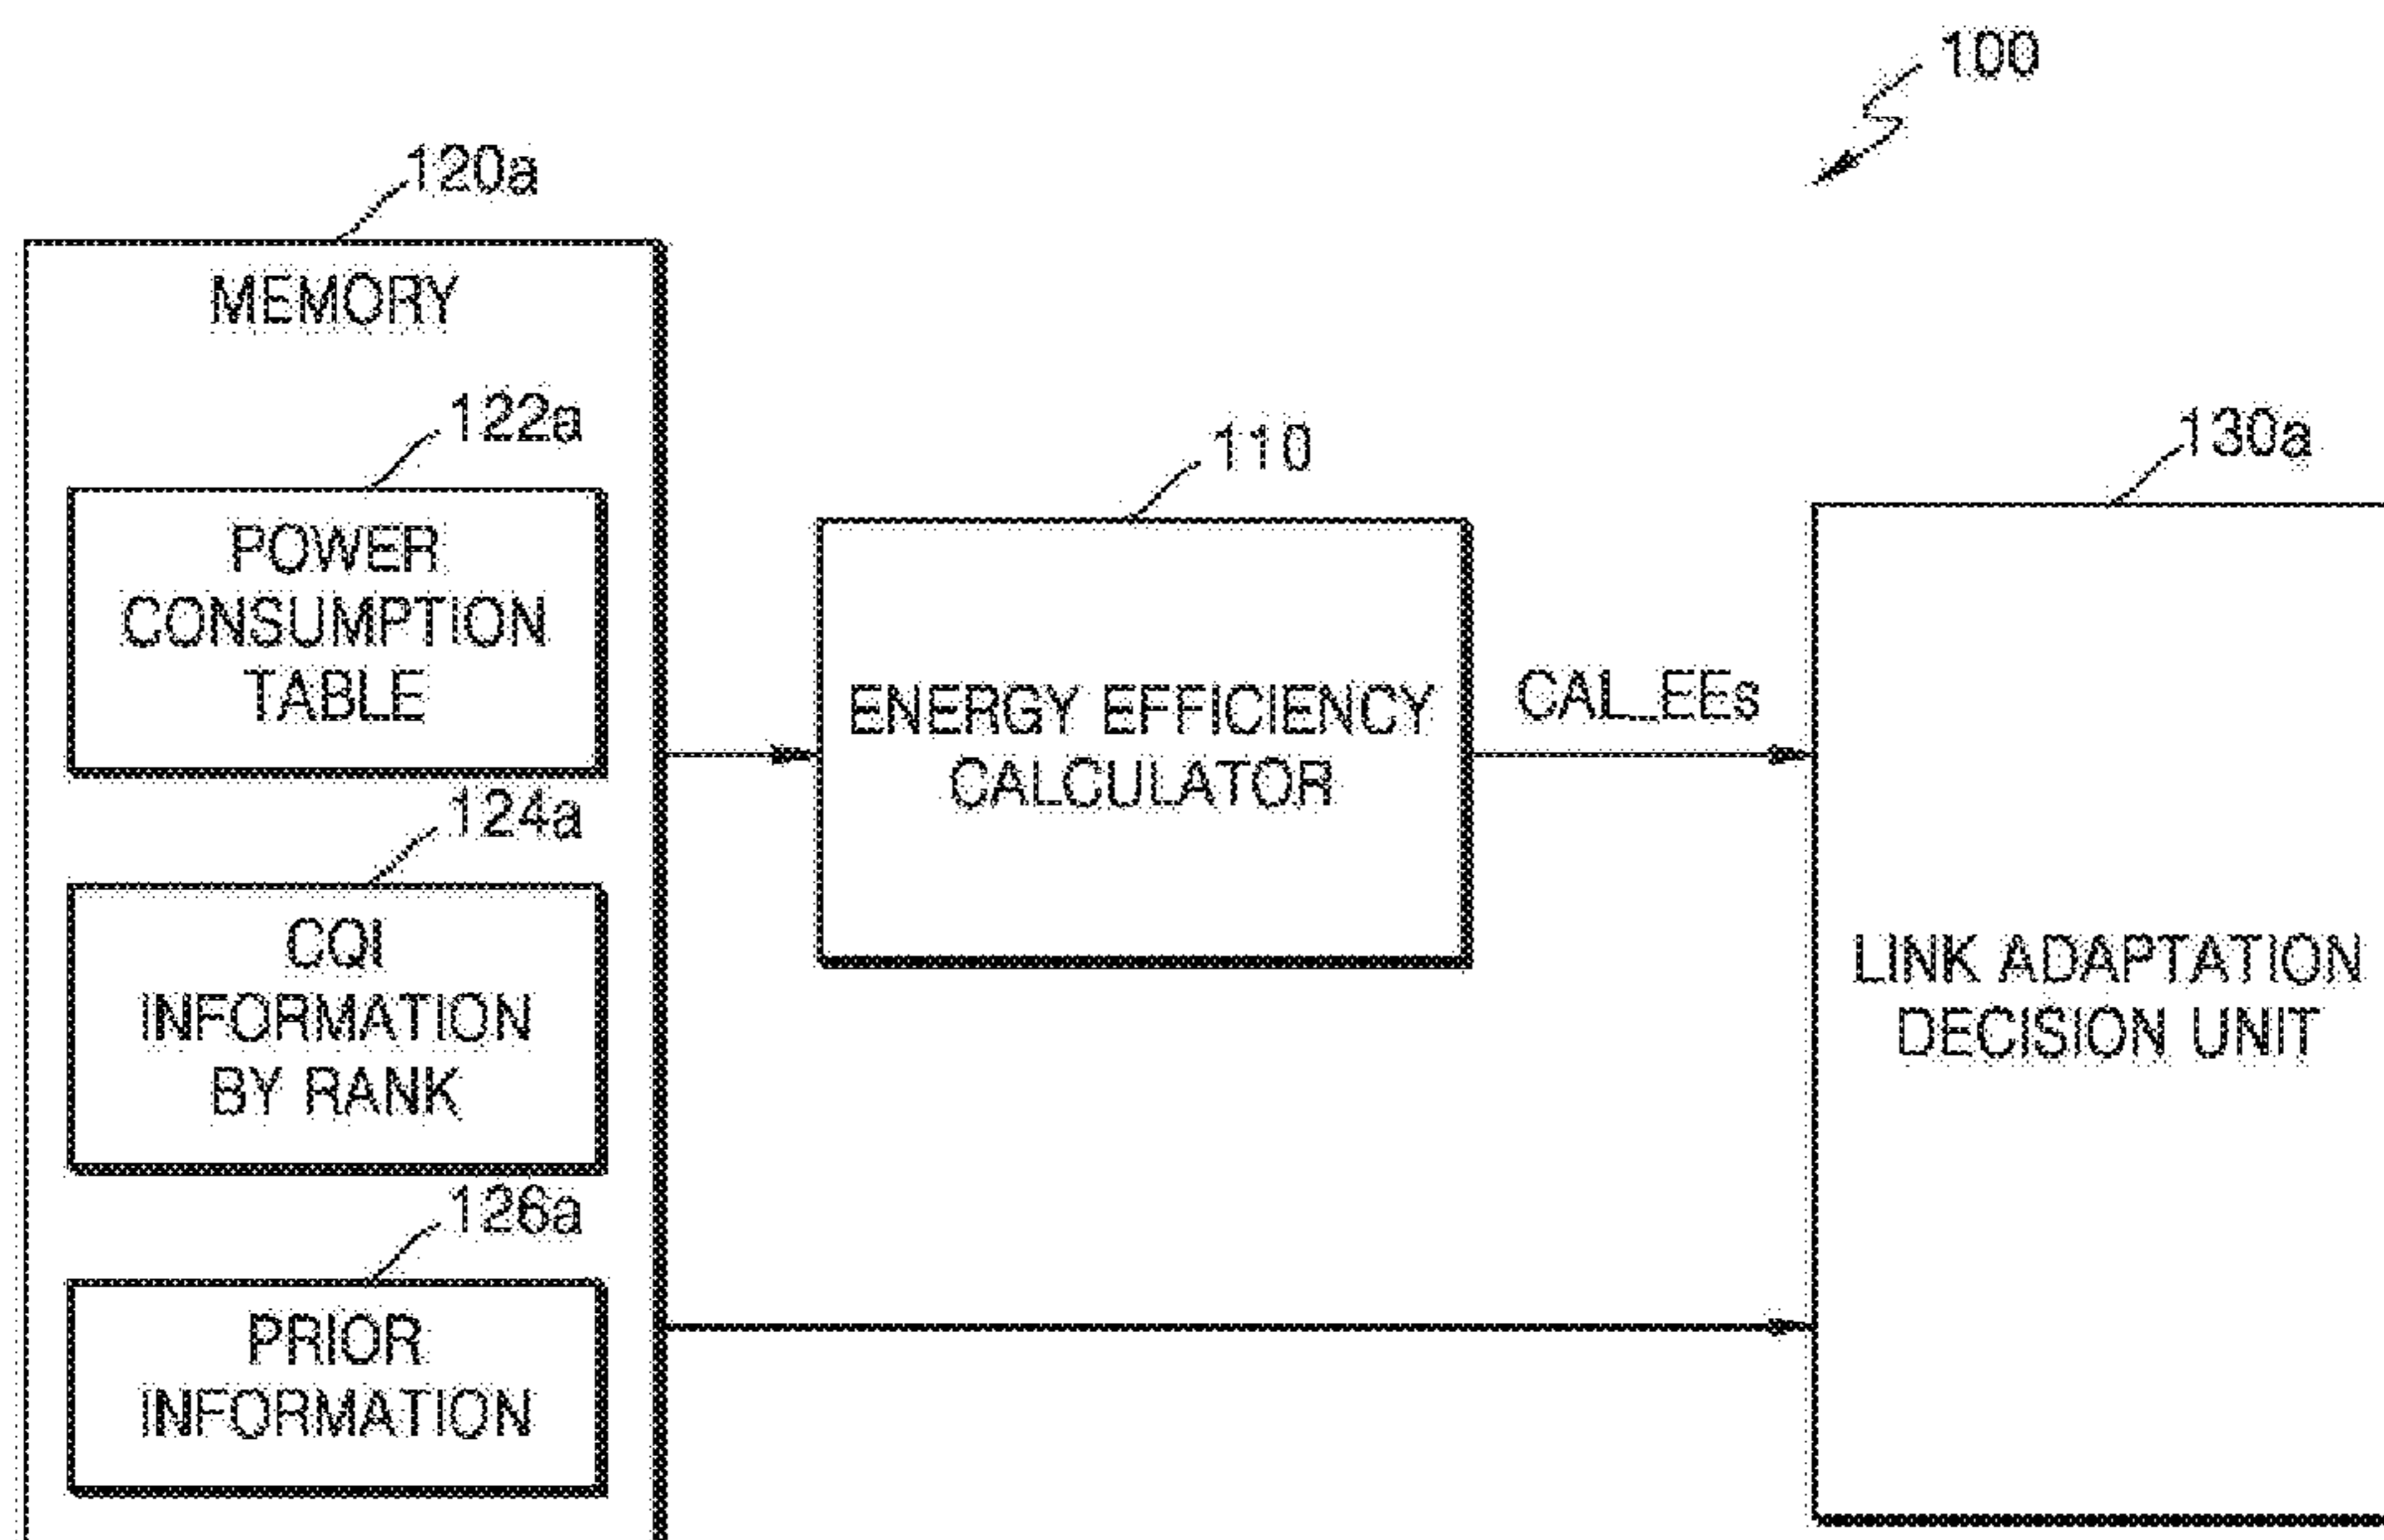 100
120a
MEMORY
122a
POWER
CONSUMPTION
TABLE
124a
CQI
INFORMATION
BY RANK
126a
PRIOR
INFORMATION
110
ENERGY EFFICIENCY
CALCULATOR
CAL_EEs
130a
LINK ADAPTATION
DECISION UNIT